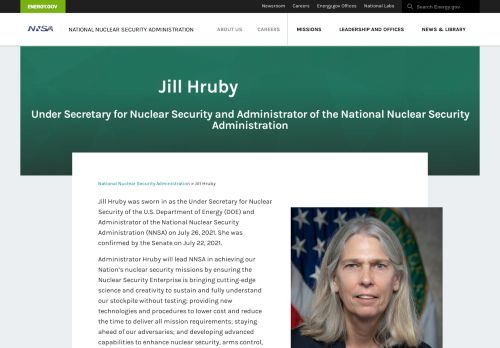 ENERGY.GOV
Newsroom Careers Energy.gov Offices National Labs Search Energy.gov
NNSA NATIONAL NUCLEAR SECURITY ADMINISTRATION ABOUT US CAREERS MISSIONS LEADERSHIP AND OFFICES NEWS & LIBRARY
Jill Hruby
Under Secretary for Nuclear Security and Administrator of the National Nuclear Security
Administration
National Nuclear Security Administration » Jill Hruby
Jill Hruby was sworn in as the Under Secretary for Nuclear
Security of the U.S. Department of Energy (DOE) and
Administrator of the National Nuclear Security
Administration (NNSA) on July 26, 2021. She was
confirmed by the Senate on July 22, 2021.
Administrator Hruby will lead NNSA in achieving our
Nation's nuclear security missions by ensuring the
Nuclear Security Enterprise is bringing cutting-edge
science and creativity to sustain and fully understand
our stockpile without testing; providing new
technologies and procedures to lower cost and reduce
the time to deliver all mission requirements; staying
ahead of our adversaries; and developing advanced
capabilities to enhance nuclear security, arms control,